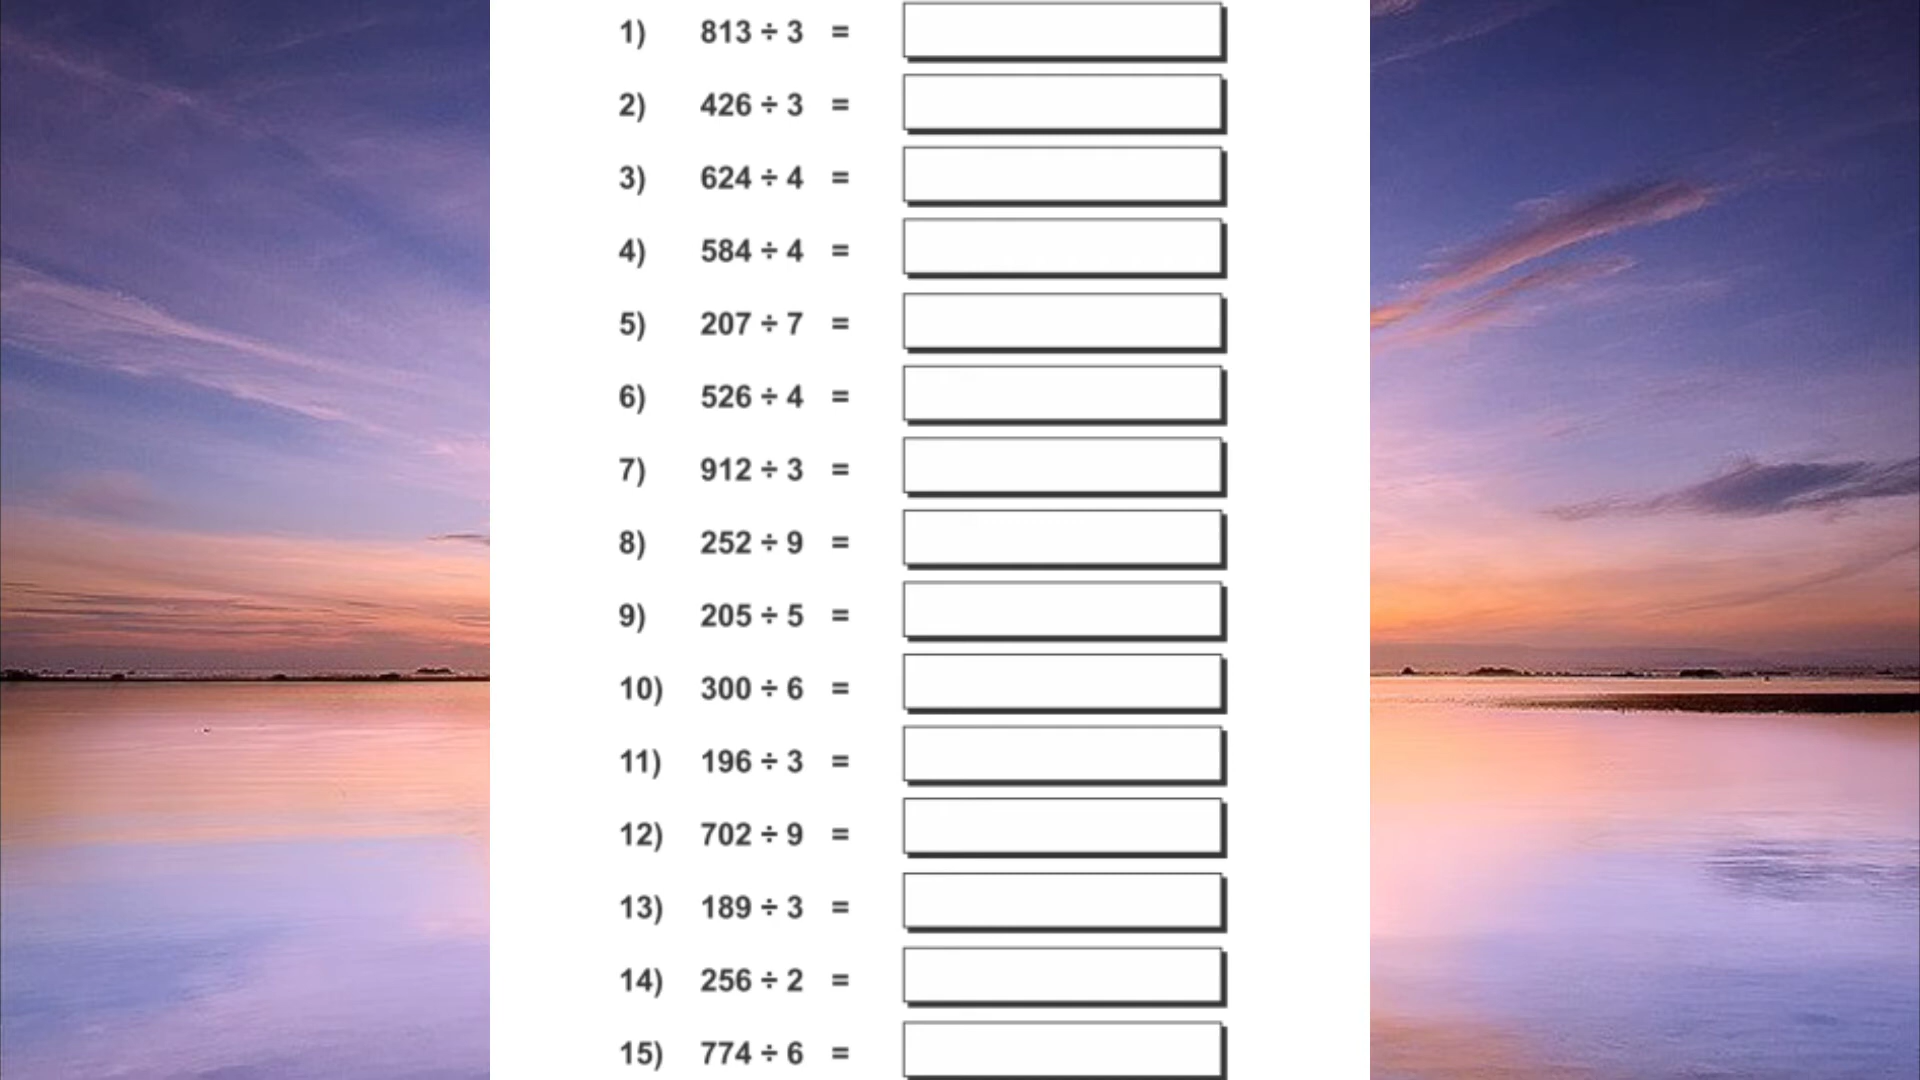 1) 813 ÷ 3 =
2) 426 ÷ 3 =
3) 624 ÷ 4 =
4) 584 ÷ 4 =
5) 207 ÷ 7 =
6) 526 ÷ 4 =
7) 912 ÷ 3 =
8) 252 ÷ 9 =
9) 205 ÷ 5 =
10) 300 ÷ 6 =
11) 196 ÷ 3 =
12) 702 ÷ 9 =
13) 189 ÷ 3 =
14) 256 ÷ 2 =
15) 774 ÷ 6 =